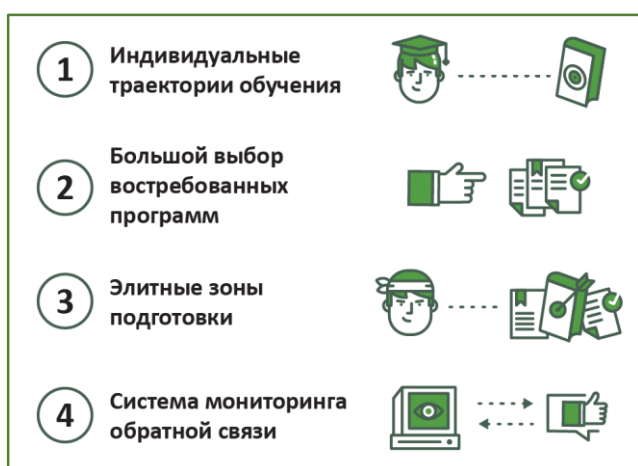 1
Индивидуальные
траектории обучения
2
Большой выбор
востребованных
программ
3
Элитные зоны
подготовки
4
Система мониторинга
обратной связи